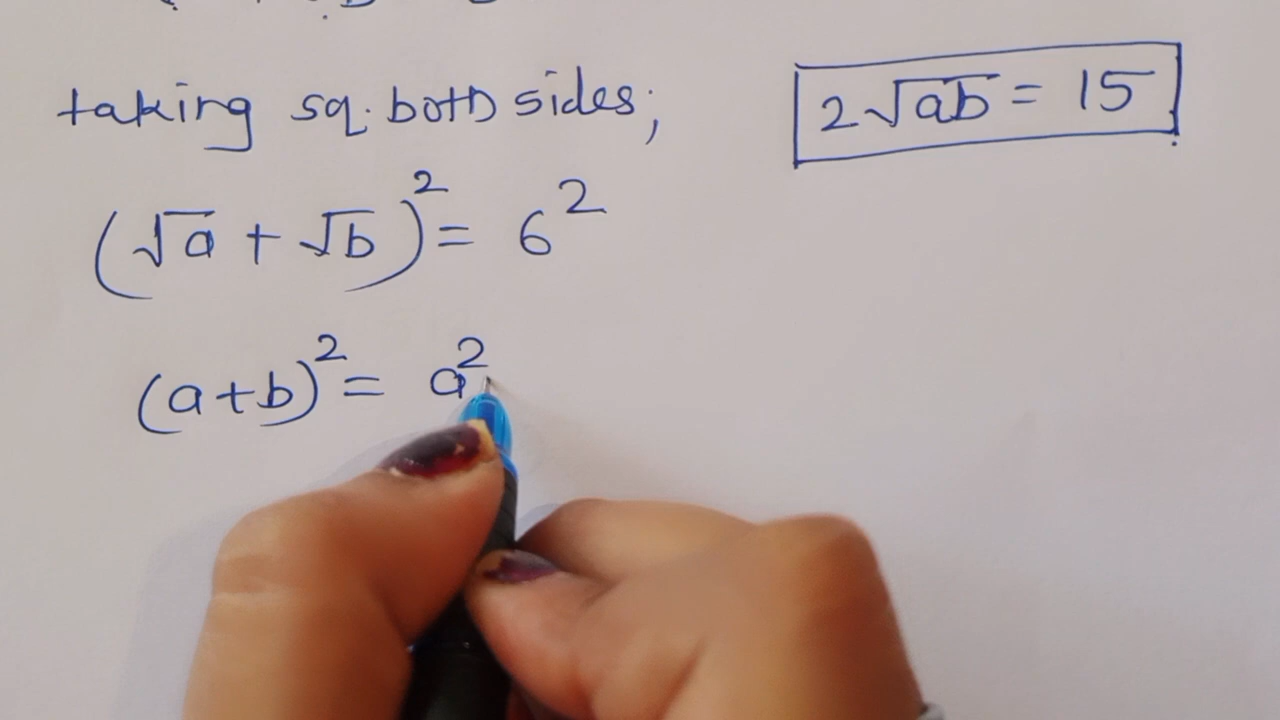 taking sq. both sides;
2√ab = 15
(√a + √b)² = 6²
(a+b)² = a²